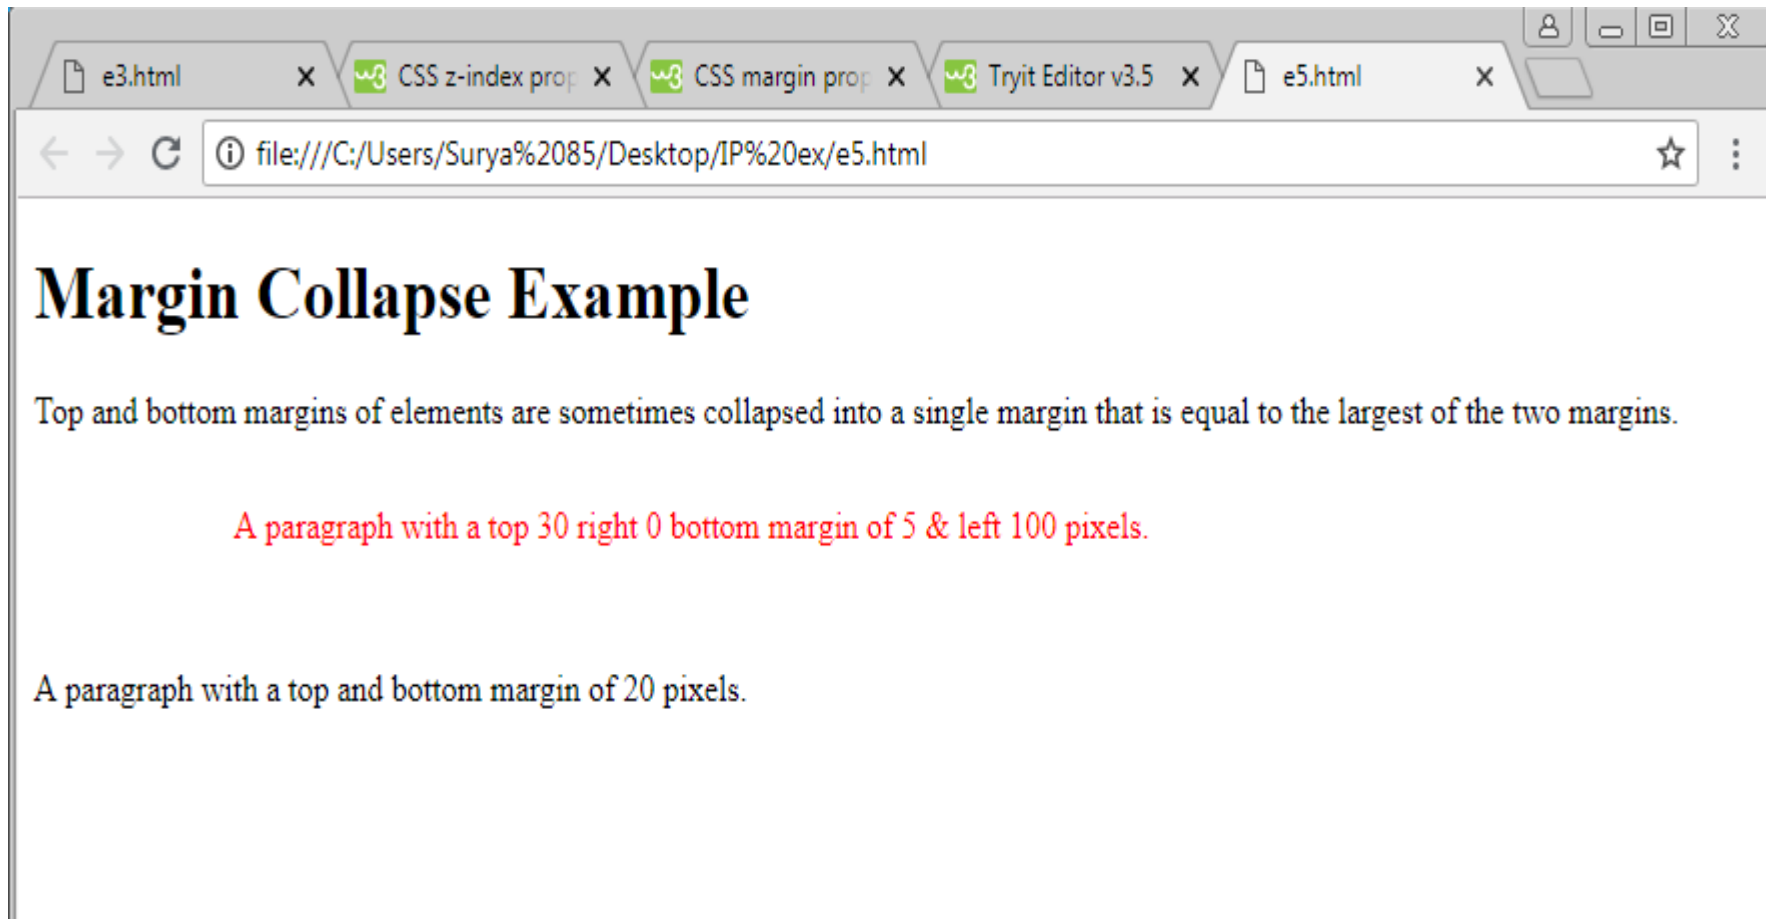 e3.html
CSS z-index prop
CSS margin prop
Tryit Editor v3.5
e5.html
file:///C:/Users/Surya%2085/Desktop/IP%20ex/e5.html
Margin Collapse Example
Top and bottom margins of elements are sometimes collapsed into a single margin that is equal to the largest of the two margins.
A paragraph with a top 30 right 0 bottom margin of 5 & left 100 pixels.
A paragraph with a top and bottom margin of 20 pixels.